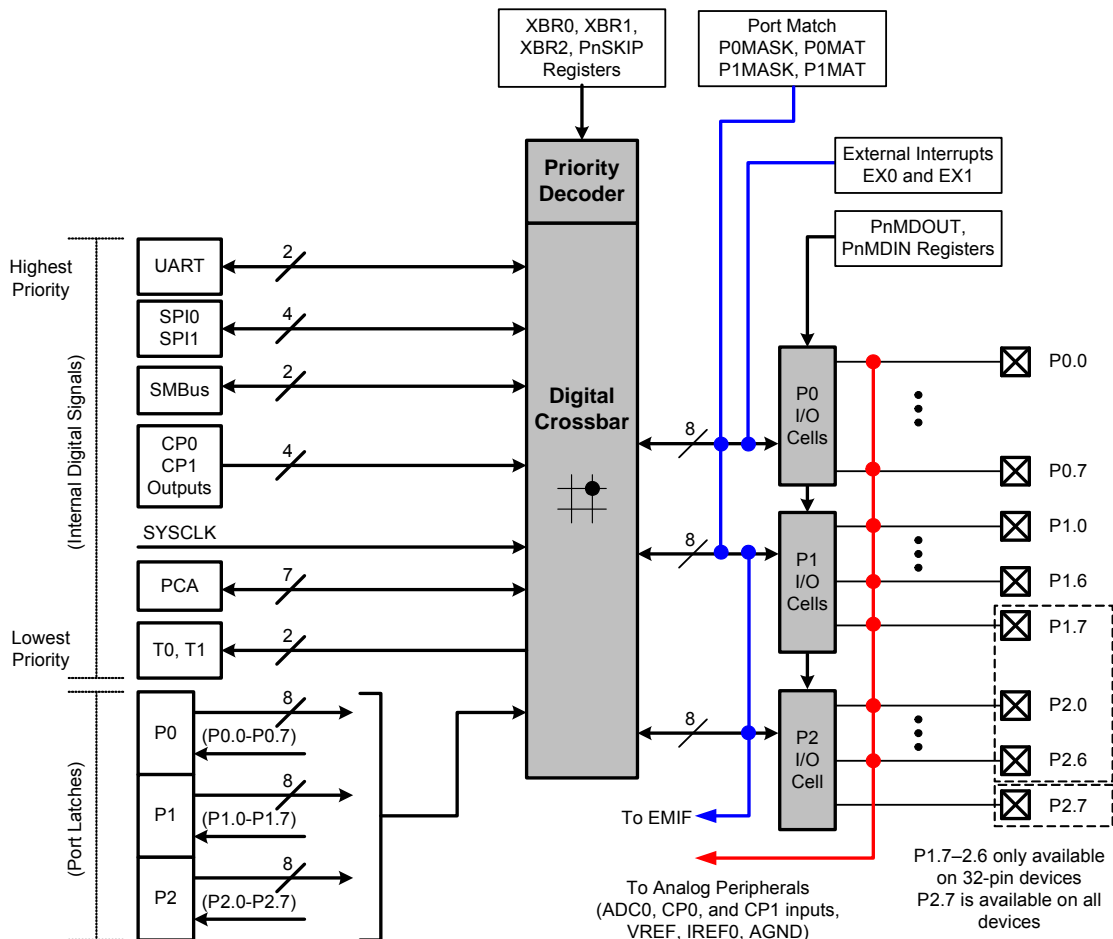 XBR0, XBR1,
XBR2, PnSKIP
Registers
Port Match
P0MASK, P0MAT
P1MASK, P1MAT
External Interrupts
EX0 and EX1
PnMDOUT,
PnMDIN Registers
Priority
Decoder
Digital
Crossbar
Highest
Priority
(Internal Digital Signals)
Lowest
Priority
(Port Latches)
UART
2
SPI0
SPI1
4
SMBus
2
CP0
CP1
Outputs
4
SYSCLK
PCA
7
T0, T1
2
P0
8
(P0.0-P0.7)
P1
8
(P1.0-P1.7)
P2
8
(P2.0-P2.7)
8
8
8
P0
I/O
Cells
P1
I/O
Cells
P2
I/O
Cell
P0.0
P0.7
P1.0
P1.6
P1.7
P2.0
P2.6
P2.7
To EMIF
To Analog Peripherals
(ADC0, CP0, and CP1 inputs,
VREF, IREF0, AGND)
P1.7–2.6 only available
on 32-pin devices
P2.7 is available on all
devices